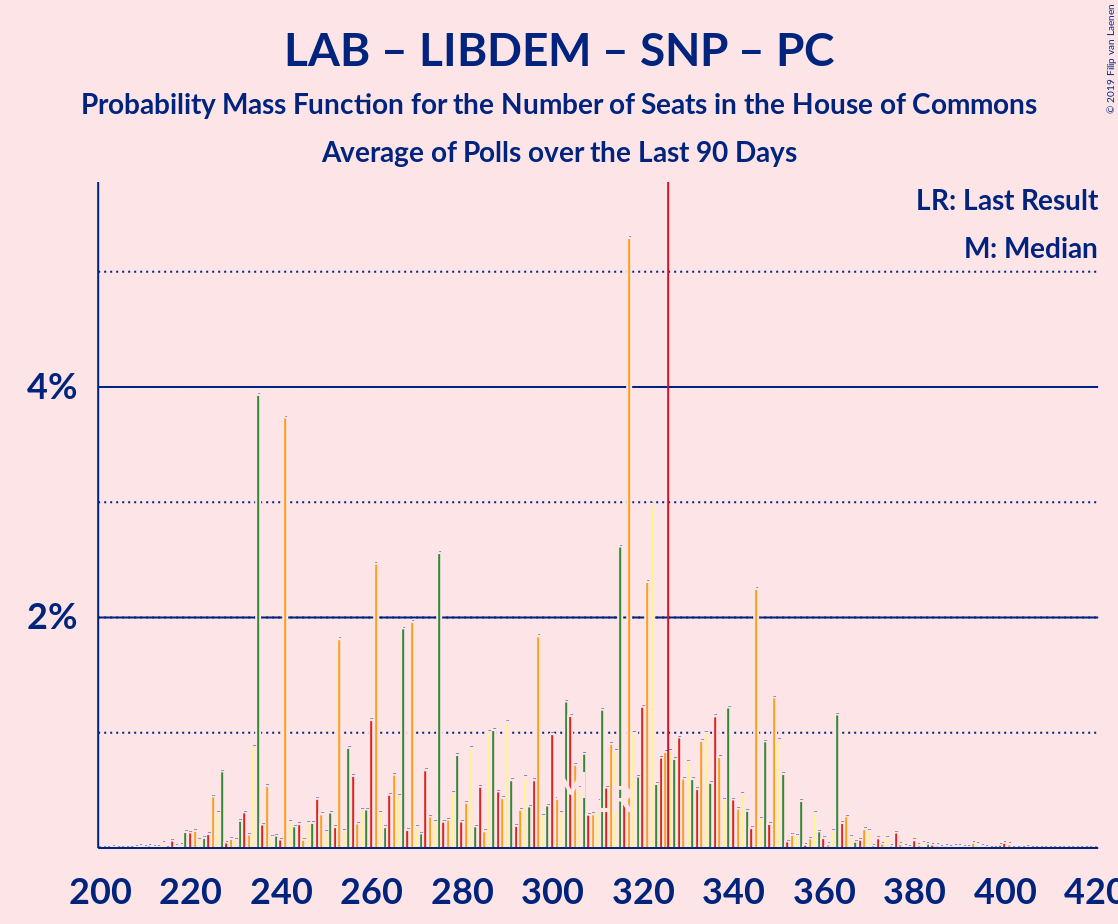 LAB – LIBDEM – SNP – PC
Probability Mass Function for the Number of Seats in the House of Commons
Average of Polls over the Last 90 Days
© 2019 Filip van Laenen
LR: Last Result
M: Median
4%
2%
M
LR
200 220 240 260 280 300 320 340 360 380 400 420